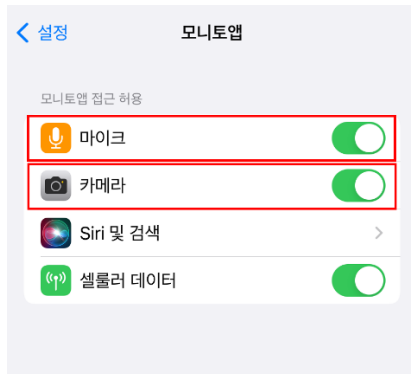 설정 모니토앱
모니토앱 접근 허용
마이크
카메라
Siri 및 검색
셀룰러 데이터